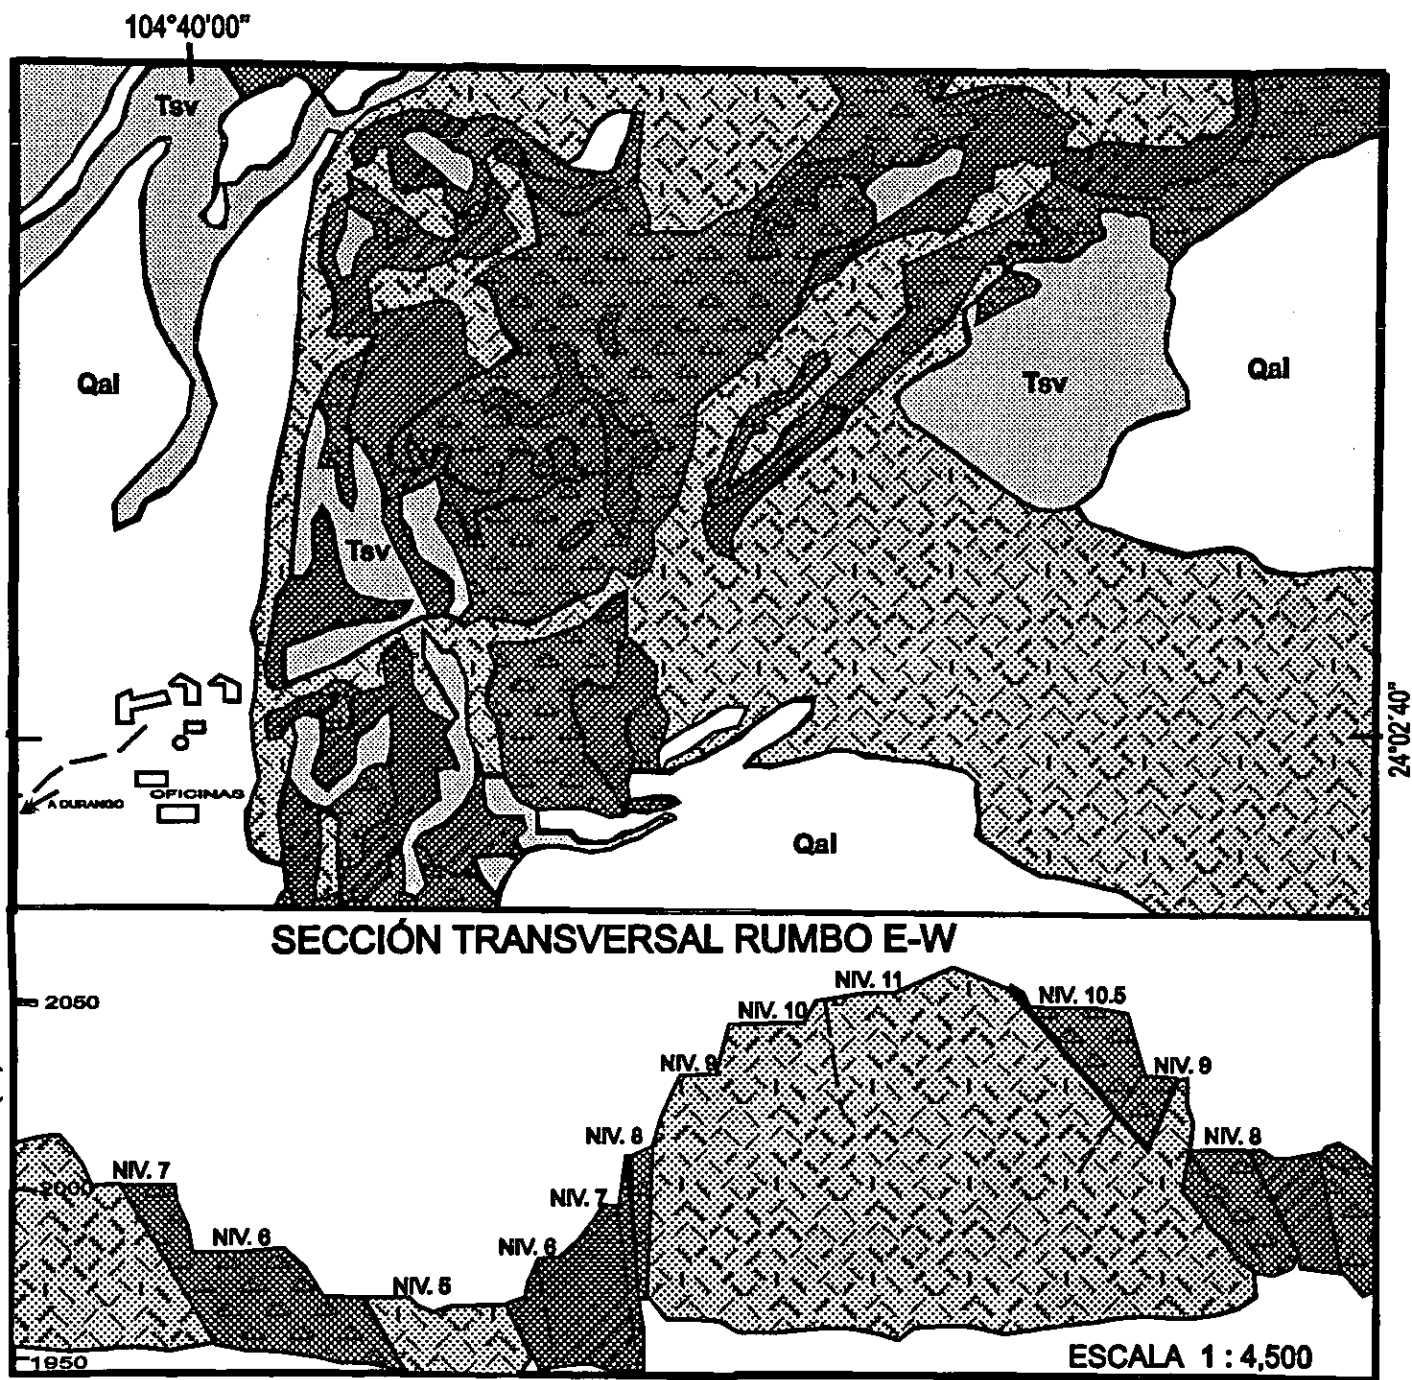 104°40'00"
Tsv
Qal
Tsv
Qal
Tsv
24°02'40"
OFICINAS
A DURANGO
Qal
SECCIÓN TRANSVERSAL RUMBO E-W
2050
NIV. 11
NIV. 10
NIV. 10.5
NIV. 9
NIV. 9
NIV. 8
NIV. 8
NIV. 7
2000
NIV. 7
NIV. 6
NIV. 6
NIV. 5
1950
ESCALA 1 : 4,500